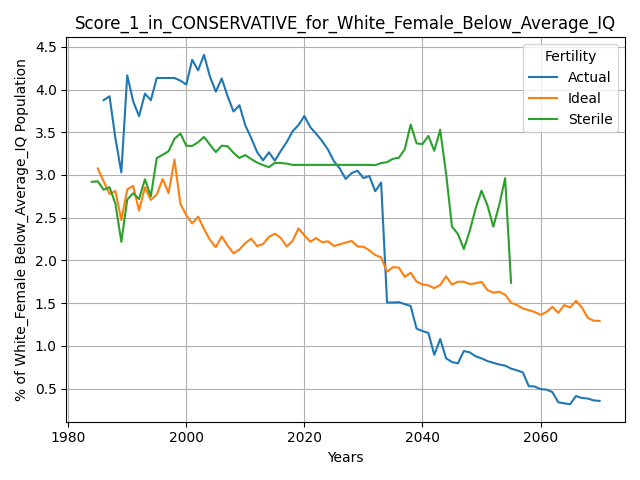 Score_1_in_CONSERVATIVE_for_White_Female_Below_Average_IQ
% of White_Female Below_Average_IQ Population
4.5
4.0
3.5
3.0
2.5
2.0
1.5
1.0
0.5
Fertility
Actual
Ideal
Sterile
1980
2000
2020
2040
2060
Years